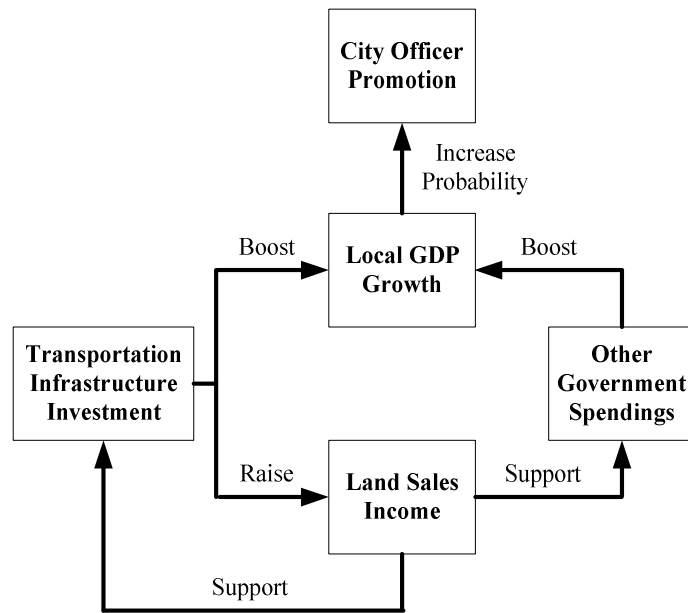 City Officer
Promotion
Increase
Probability
Boost
Local GDP
Growth
Boost
Transportation
Infrastructure
Investment
Other
Government
Spendings
Raise
Land Sales
Income
Support
Support